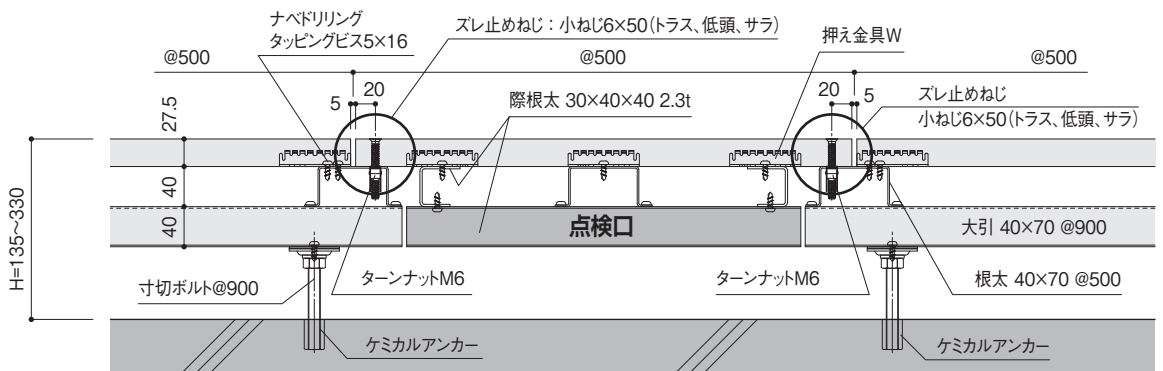 ナベドリリング
タッピングビス5×16
ズレ止めねじ：小ねじ6×50（トラス、低頭、サラ）
押え金具W
@500
@500
@500
5
20
20
5
際根太 30×40×40 2.3t
ズレ止めねじ
小ねじ6×50（トラス、低頭、サラ）
27.5
40
40
H=135～330
点検口
大引 40×70 @900
寸切ボルト@900
ターンナットM6
ターンナットM6
根太 40×70 @500
ケミカルアンカー
ケミカルアンカー